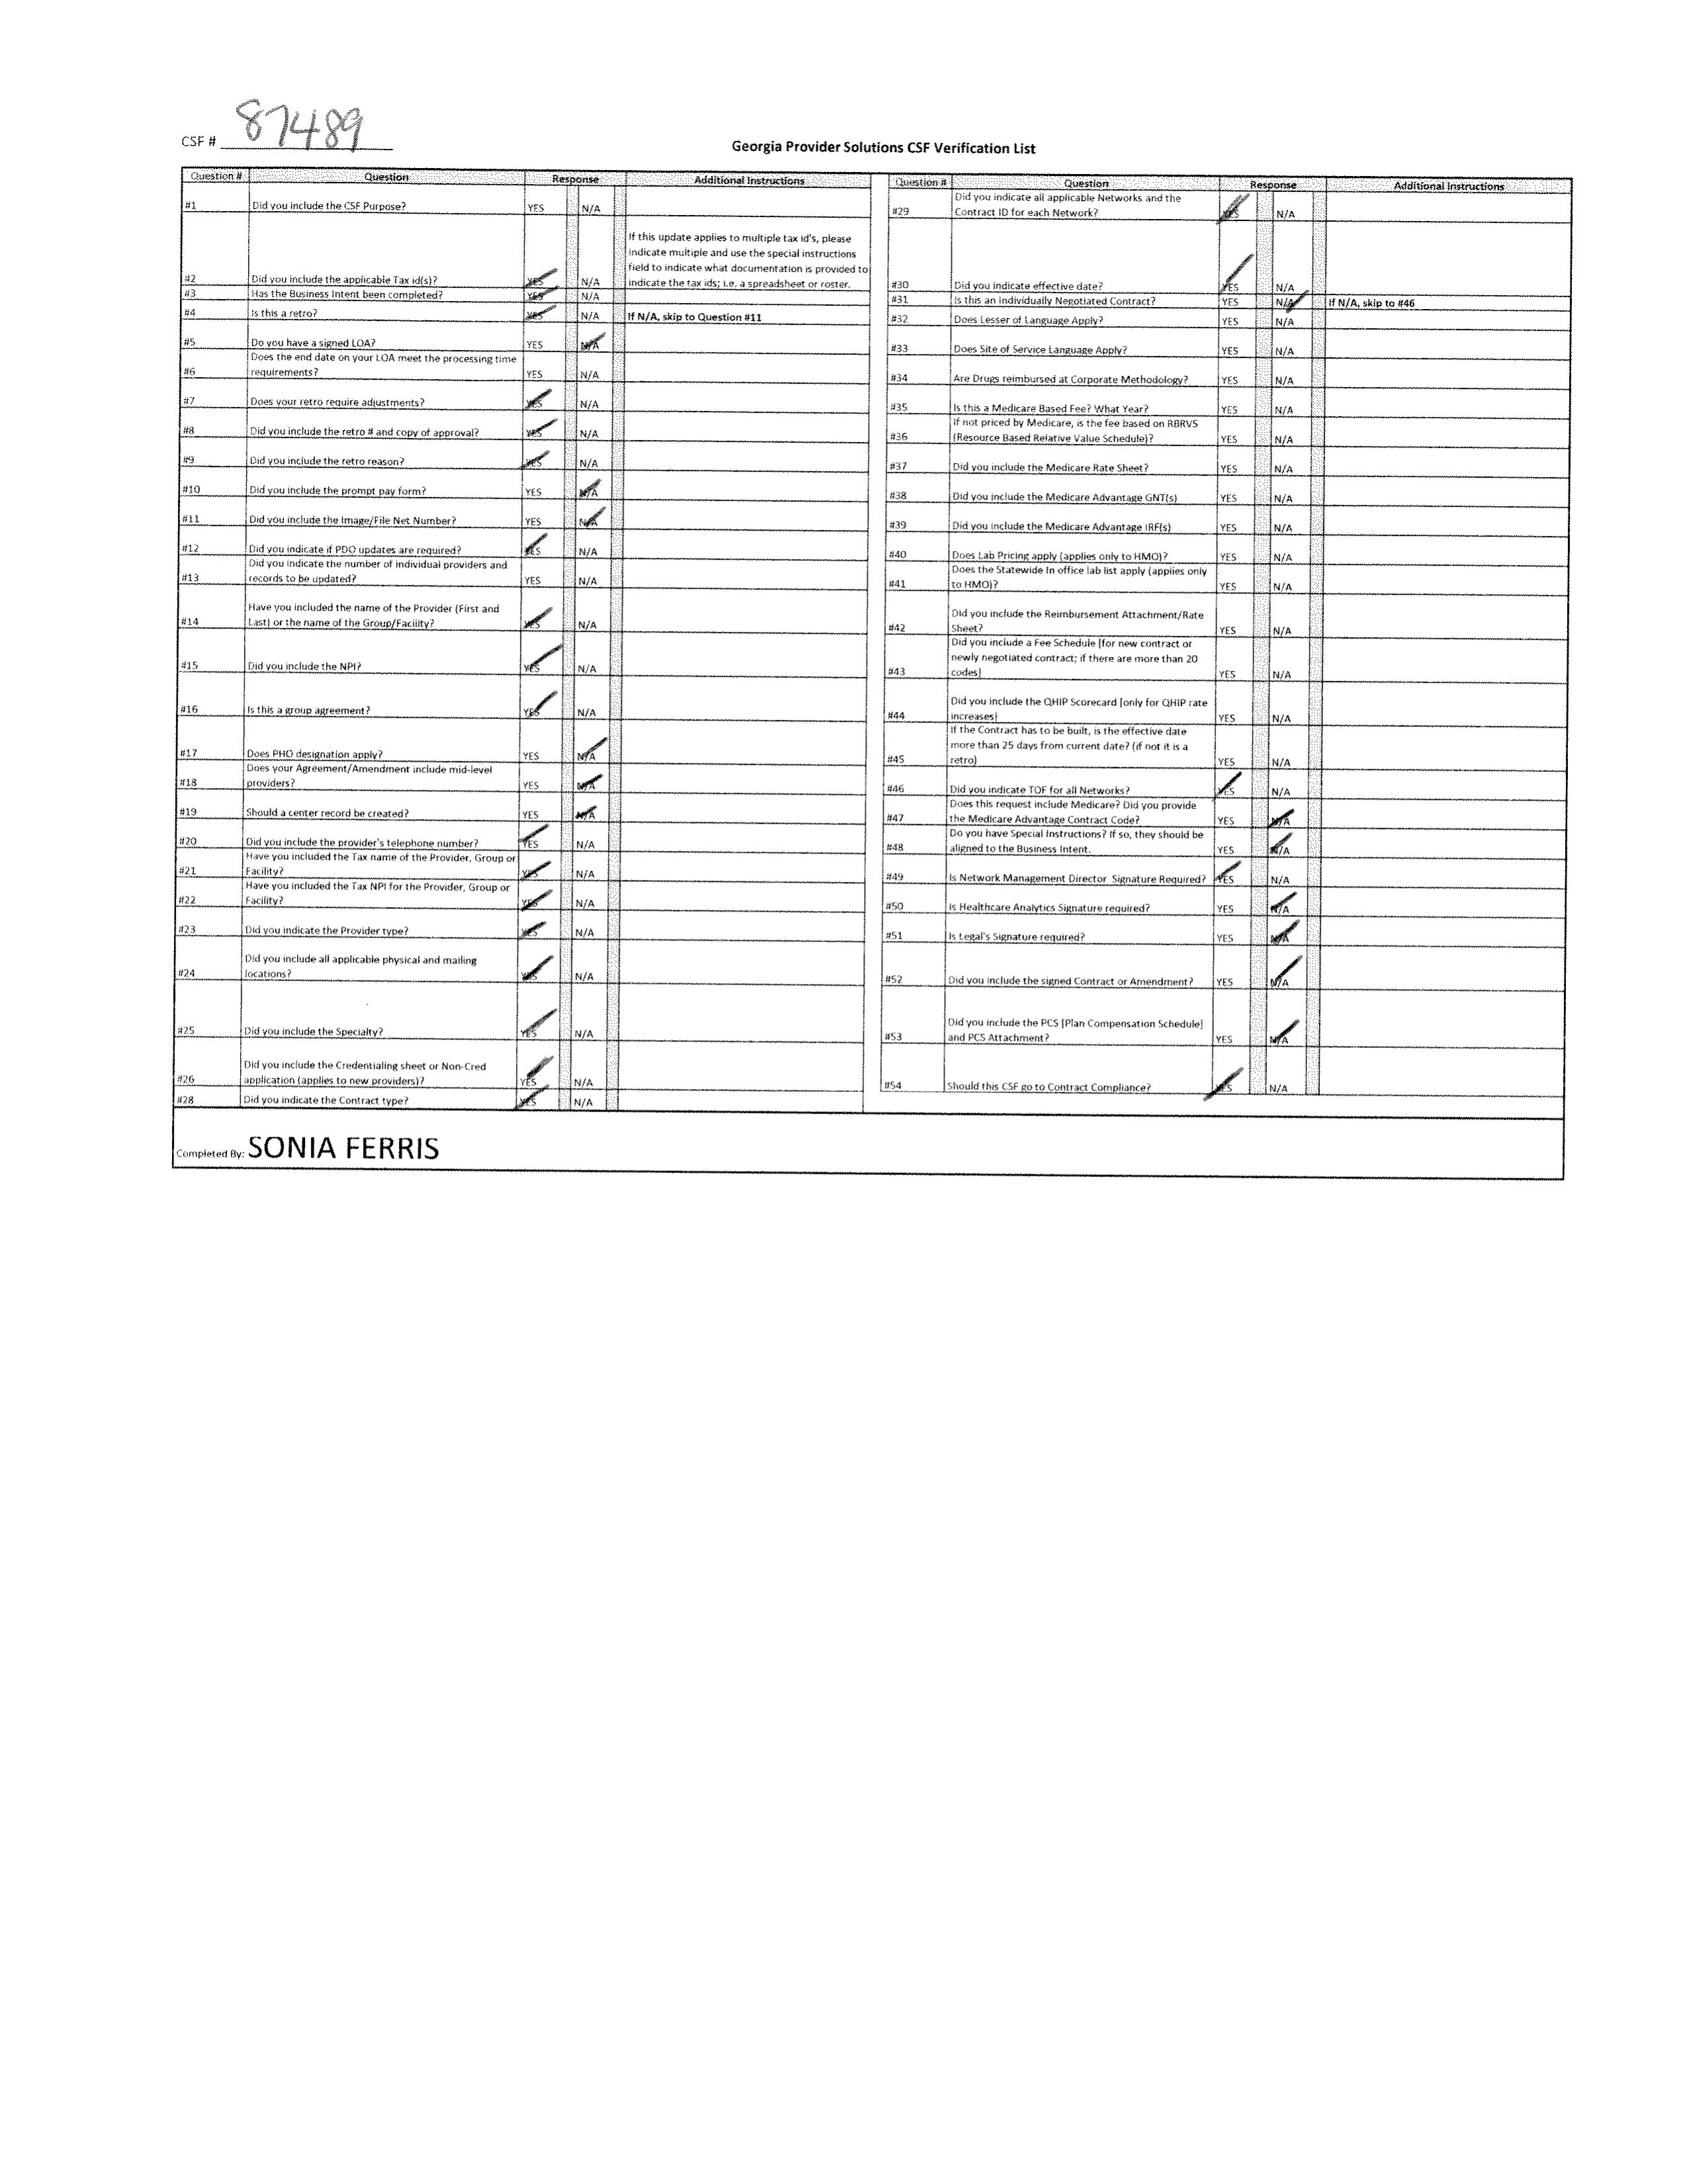 CSF # 87489
Georgia Provider Solutions CSF Verification List
Question # Question Response Additional Instructions
#1 Did you include the CSF Purpose? YES N/A
If this update applies to multiple tax id's, please
indicate multiple and use the special instructions
field to indicate what documentation is provided to
#2 Did you include the applicable Tax id(s)? YES N/A indicate the tax ids; i.e. a spreadsheet or roster.
#3 Has the Business Intent been completed? YES N/A
#4 Is this a retro? YES N/A If N/A, skip to Question #11
#5 Do you have a signed LOA? YES N/A
Does the end date on your LOA meet the processing time
#6 requirements? YES N/A
#7 Does your retro require adjustments? YES N/A
#8 Did you include the retro # and copy of approval? YES N/A
#9 Did you include the retro reason? YES N/A
#10 Did you include the prompt pay form? YES N/A
#11 Did you include the Image/File Net Number? YES N/A
#12 Did you indicate if PDO updates are required? YES N/A
Did you indicate the number of individual providers and
#13 records to be updated? YES N/A
Have you included the name of the Provider (First and
#14 Last) or the name of the Group/Facility? YES N/A
#15 Did you include the NPI? YES N/A
#16 Is this a group agreement? YES N/A
#17 Does PHO designation apply? YES N/A
Does your Agreement/Amendment include mid-level
#18 providers? YES N/A
#19 Should a center record be created? YES N/A
#20 Did you include the provider's telephone number? YES N/A
Have you included the Tax name of the Provider, Group or
#21 Facility? YES N/A
Have you included the Tax NPI for the Provider, Group or
#22 Facility? YES N/A
#23 Did you indicate the Provider type? YES N/A
Did you include all applicable physical and mailing
#24 locations? YES N/A
#25 Did you include the Specialty? YES N/A
Did you include the Credentialing sheet or Non-Cred
#26 application (applies to new providers)? YES N/A
#28 Did you indicate the Contract type? YES N/A
Question # Question Response Additional Instructions
Did you indicate all applicable Networks and the
#29 Contract ID for each Network? YES N/A
#30 Did you indicate effective date? YES N/A
#31 Is this an Individually Negotiated Contract? YES N/A If N/A, skip to #46
#32 Does Lesser of Language Apply? YES N/A
#33 Does Site of Service Language Apply? YES N/A
#34 Are Drugs reimbursed at Corporate Methodology? YES N/A
#35 Is this a Medicare Based Fee? What Year? YES N/A
If not priced by Medicare, is the fee based on RBRVS
#36 (Resource Based Relative Value Schedule)? YES N/A
#37 Did you include the Medicare Rate Sheet? YES N/A
#38 Did you include the Medicare Advantage GNT(s) YES N/A
#39 Did you include the Medicare Advantage IRF(s) YES N/A
#40 Does Lab Pricing apply (applies only to HMO)? YES N/A
Does the Statewide In office lab list apply (applies only
#41 to HMO)? YES N/A
Did you include the Reimbursement Attachment/Rate
#42 Sheet? YES N/A
Did you include a Fee Schedule [for new contract or
newly negotiated contract; if there are more than 20
#43 codes] YES N/A
Did you include the QHIP Scorecard [only for QHIP rate
#44 increases] YES N/A
If the Contract has to be built, is the effective date
more than 25 days from current date? (if not it is a
#45 retro) YES N/A
#46 Did you indicate TOF for all Networks? YES N/A
Does this request include Medicare? Did you provide
#47 the Medicare Advantage Contract Code? YES N/A
Do you have Special Instructions? If so, they should be
#48 aligned to the Business Intent. YES N/A
#49 Is Network Management Director Signature Required? YES N/A
#50 Is Healthcare Analytics Signature required? YES N/A
#51 Is Legal's Signature required? YES N/A
#52 Did you include the signed Contract or Amendment? YES N/A
Did you include the PCS [Plan Compensation Schedule]
#53 and PCS Attachment? YES N/A
#54 Should this CSF go to Contract Compliance? YES N/A
Completed By: SONIA FERRIS